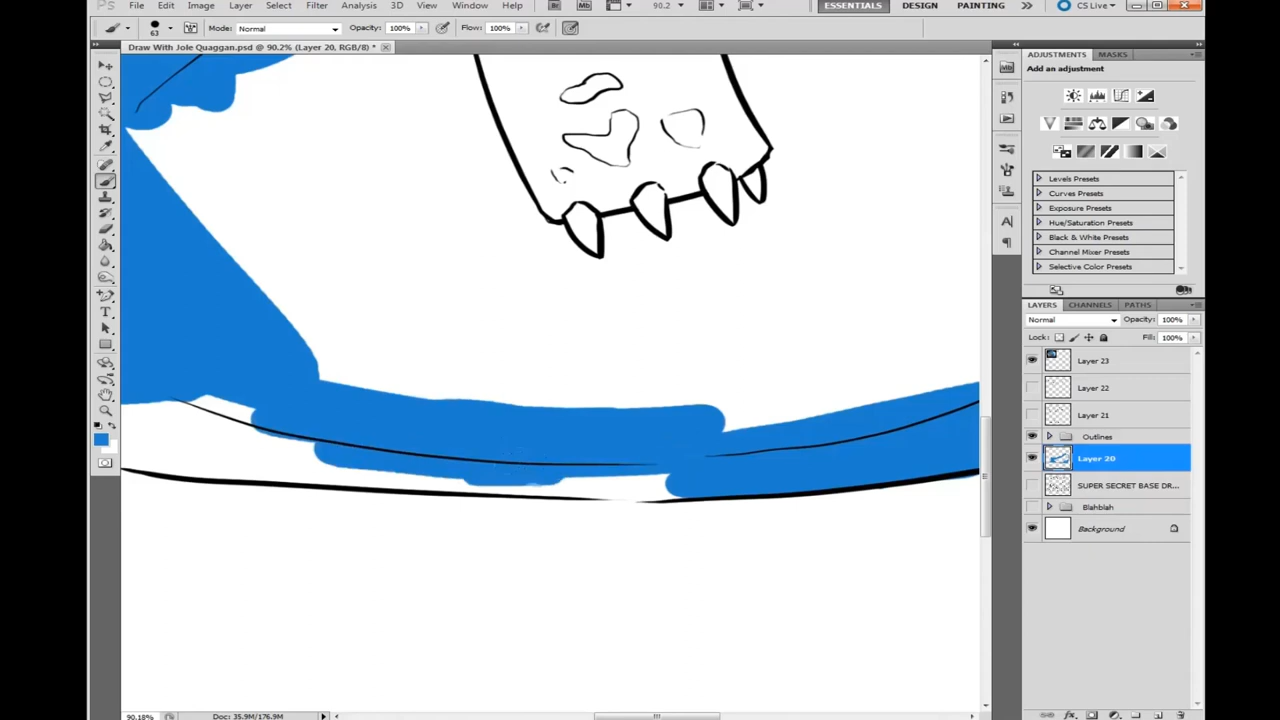 PS File Edit Image Layer Select Filter Analysis 3D View Window Help Br Mb 90.2 ESSENTIALS DESIGN PAINTING CS Live
63 Mode: Normal Opacity: 100% Flow: 100%
Draw With Jole Quaggan.psd @ 90.2% (Layer 20, RGB/8) *
ADJUSTMENTS MASKS
Add an adjustment
Levels Presets
Curves Presets
Exposure Presets
Hue/Saturation Presets
Black & White Presets
Channel Mixer Presets
Selective Color Presets
LAYERS CHANNELS PATHS
Normal Opacity: 100%
Lock: Fill: 100%
Layer 23
Layer 22
Layer 21
Outlines
Layer 20
SUPER SECRET BASE DR...
Blahblah
Background
90.18% Doc: 35.9M/176.9M